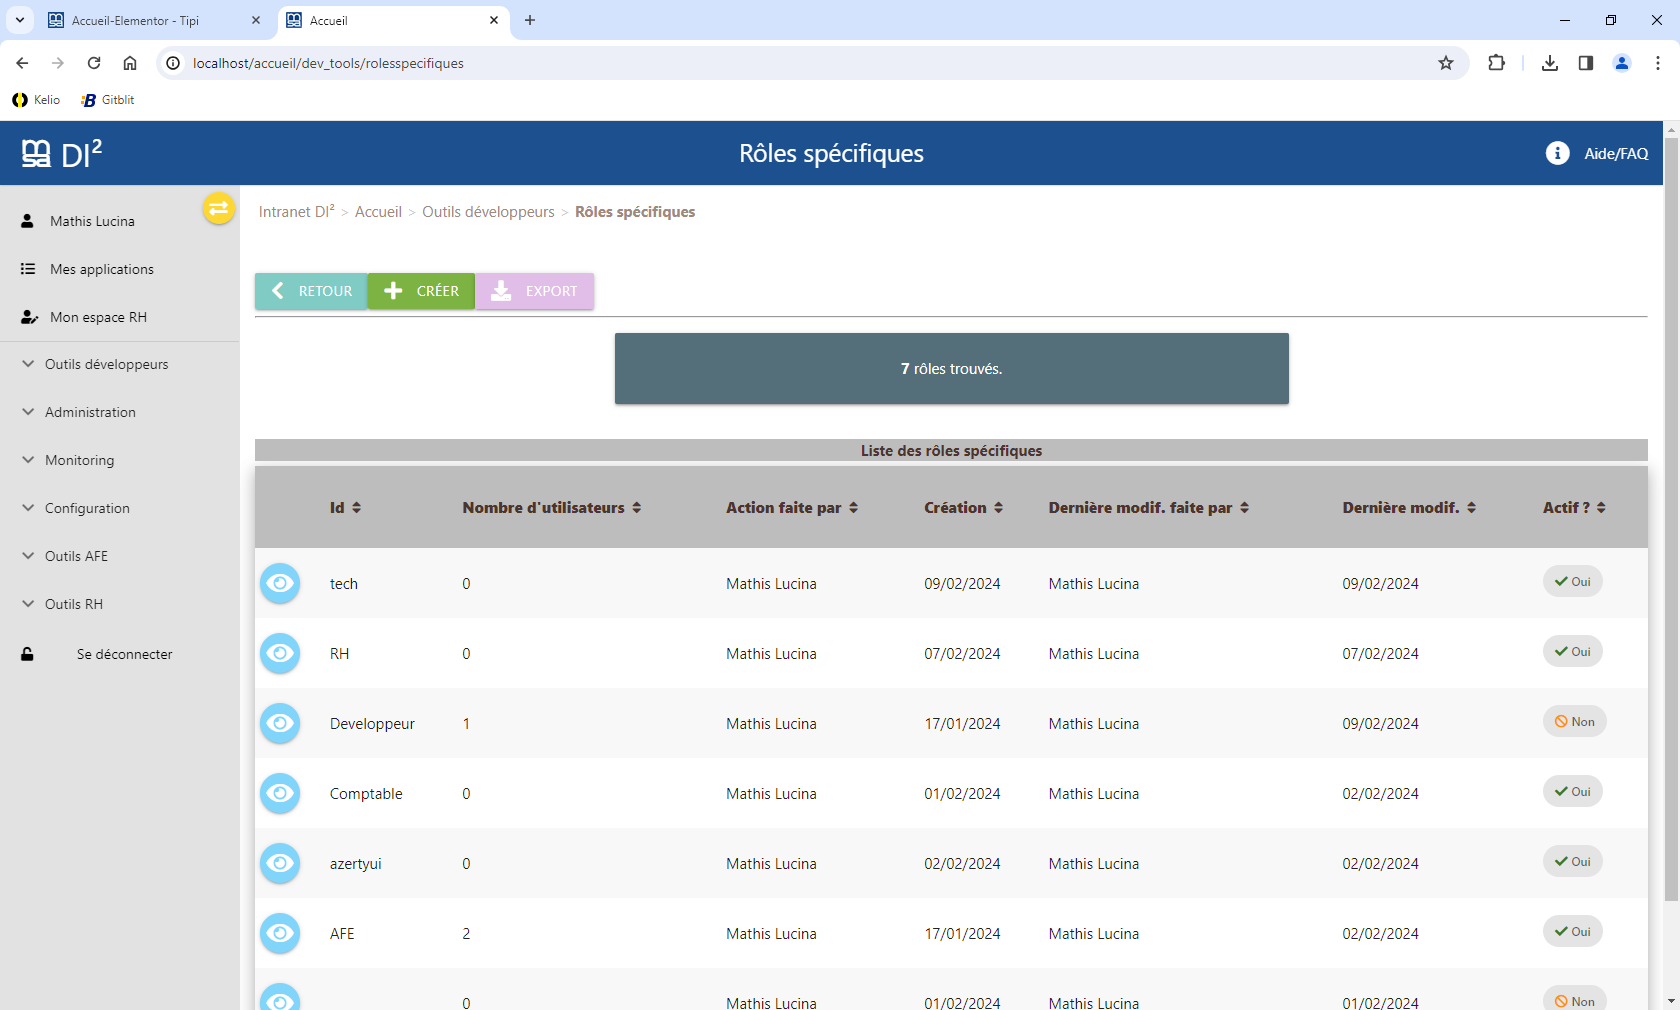 Accueil-Elementor - Tipi
Accueil
localhost/accueil/dev_tools/rolesspecifiques
Kelio
Gitblit
msa DI²
Rôles spécifiques
Aide/FAQ
Mathis Lucina
Mes applications
Mon espace RH
Outils développeurs
Administration
Monitoring
Configuration
Outils AFE
Outils RH
Se déconnecter
Intranet DI² > Accueil > Outils développeurs > Rôles spécifiques
RETOUR CRÉER EXPORT
7 rôles trouvés.
Liste des rôles spécifiques
Id Nombre d'utilisateurs Action faite par Création Dernière modif. faite par Dernière modif. Actif ?
tech 0 Mathis Lucina 09/02/2024 Mathis Lucina 09/02/2024 Oui
RH 0 Mathis Lucina 07/02/2024 Mathis Lucina 07/02/2024 Oui
Developpeur 1 Mathis Lucina 17/01/2024 Mathis Lucina 09/02/2024 Non
Comptable 0 Mathis Lucina 01/02/2024 Mathis Lucina 02/02/2024 Oui
azertyui 0 Mathis Lucina 02/02/2024 Mathis Lucina 02/02/2024 Oui
AFE 2 Mathis Lucina 17/01/2024 Mathis Lucina 02/02/2024 Oui
0 Mathis Lucina 01/02/2024 Mathis Lucina 01/02/2024 Non